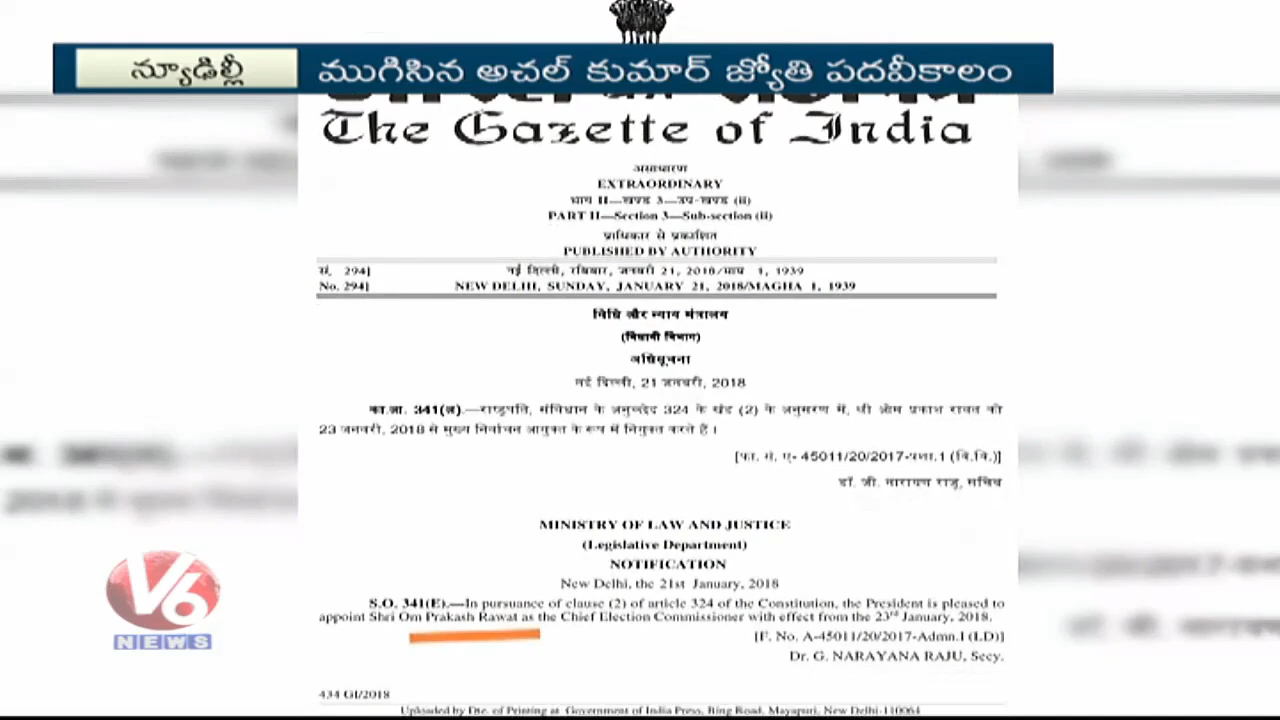 న్యూఢిల్లీ
ముగిసిన అచల్ కుమార్ జ్యోతి పదవీకాలం
The Gazette of India
असाधारण
EXTRAORDINARY
भाग II—खण्ड 3—उप-खण्ड (ii)
PART II—Section 3—Sub-section (ii)
प्राधिकार से प्रकाशित
PUBLISHED BY AUTHORITY
सं. 294]
नई दिल्ली, रविवार, जनवरी 21, 2018/माघ 1, 1939
No. 294]
NEW DELHI, SUNDAY, JANUARY 21, 2018/MAGHA 1, 1939
विधि और न्याय मंत्रालय
(विधायी विभाग)
अधिसूचना
नई दिल्ली, 21 जनवरी, 2018
का.आ. 341(अ).—राष्ट्रपति, संविधान के अनुच्छेद 324 के खंड (2) के अनुसरण में, श्री ओम प्रकाश रावत को
23 जनवरी, 2018 से मुख्य निर्वाचन आयुक्त के रूप में नियुक्त करते हैं ।
[फा. सं. ए- 45011/20/2017-प्रशा.1 (वि.वि.)]
डॉ. जी. नारायण राजू, सचिव
MINISTRY OF LAW AND JUSTICE
(Legislative Department)
NOTIFICATION
New Delhi, the 21st January, 2018
S.O. 341(E).—In pursuance of clause (2) of article 324 of the Constitution, the President is pleased to
appoint Shri Om Prakash Rawat as the Chief Election Commissioner with effect from the 23rd January, 2018.
[F. No. A-45011/20/2017-Admn.I (LD)]
Dr. G. NARAYANA RAJU, Secy.
434 GI/2018
Uploaded by Dte. of Printing at Government of India Press, Ring Road, Mayapuri, New Delhi-110064
V6
NEWS